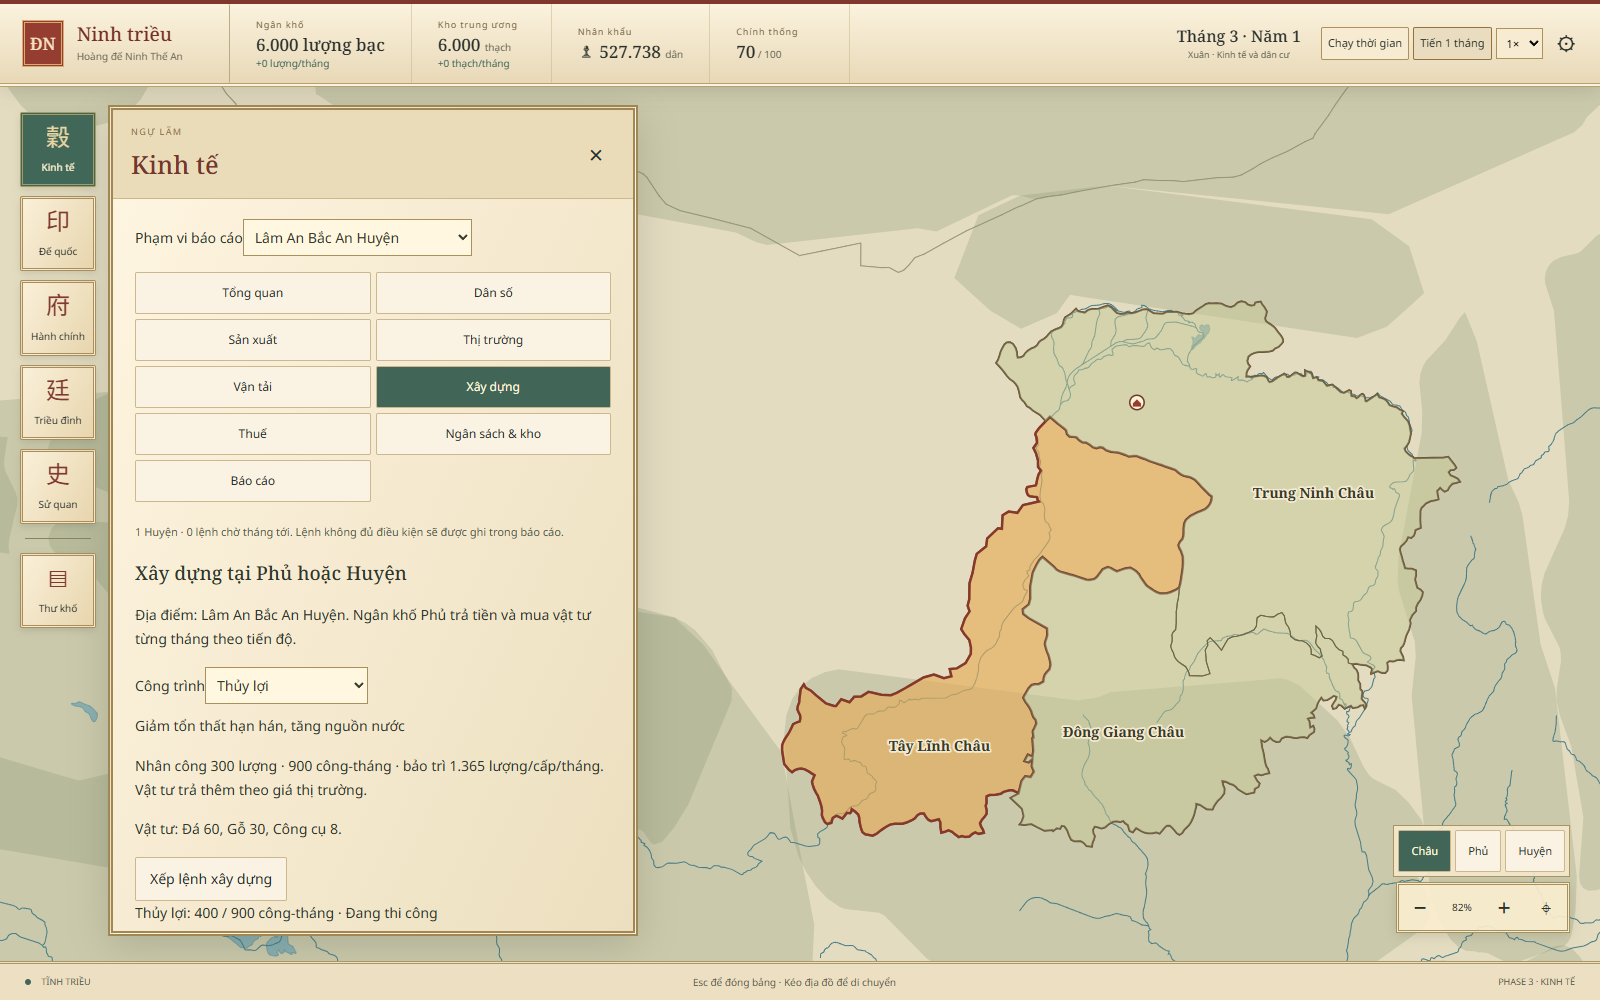 ĐN
Ninh triều
Hoàng đế Ninh Thế An
Ngân khố
6.000 lượng bạc
+0 lượng/tháng
Kho trung ương
6.000 thạch
+0 thạch/tháng
Nhân khẩu
527.738 dân
Chính thống
70 / 100
Tháng 3 · Năm 1
Xuân · Kinh tế và dân cư
Chạy thời gian
Tiến 1 tháng
1×
穀
Kinh tế
印
Đế quốc
府
Hành chính
廷
Triều đình
史
Sử quan
Thư khố
NGỰ LÃM
Kinh tế
×
Phạm vi báo cáo
Lâm An Bắc An Huyện
Tổng quan
Dân số
Sản xuất
Thị trường
Vận tải
Xây dựng
Thuế
Ngân sách & kho
Báo cáo
1 Huyện · 0 lệnh chờ tháng tới. Lệnh không đủ điều kiện sẽ được ghi trong báo cáo.
Xây dựng tại Phủ hoặc Huyện
Địa điểm: Lâm An Bắc An Huyện. Ngân khố Phủ trả tiền và mua vật tư
từng tháng theo tiến độ.
Công trình
Thủy lợi
Giảm tổn thất hạn hán, tăng nguồn nước
Nhân công 300 lượng · 900 công-tháng · bảo trì 1.365 lượng/cấp/tháng.
Vật tư trả thêm theo giá thị trường.
Vật tư: Đá 60, Gỗ 30, Công cụ 8.
Xếp lệnh xây dựng
Thủy lợi: 400 / 900 công-tháng · Đang thi công
Trung Ninh Châu
Đông Giang Châu
Tây Lĩnh Châu
Châu
Phủ
Huyện
− 82% +
TĨNH TRIỀU
Esc để đóng bảng · Kéo địa đồ để di chuyển
PHASE 3 · KINH TẾ